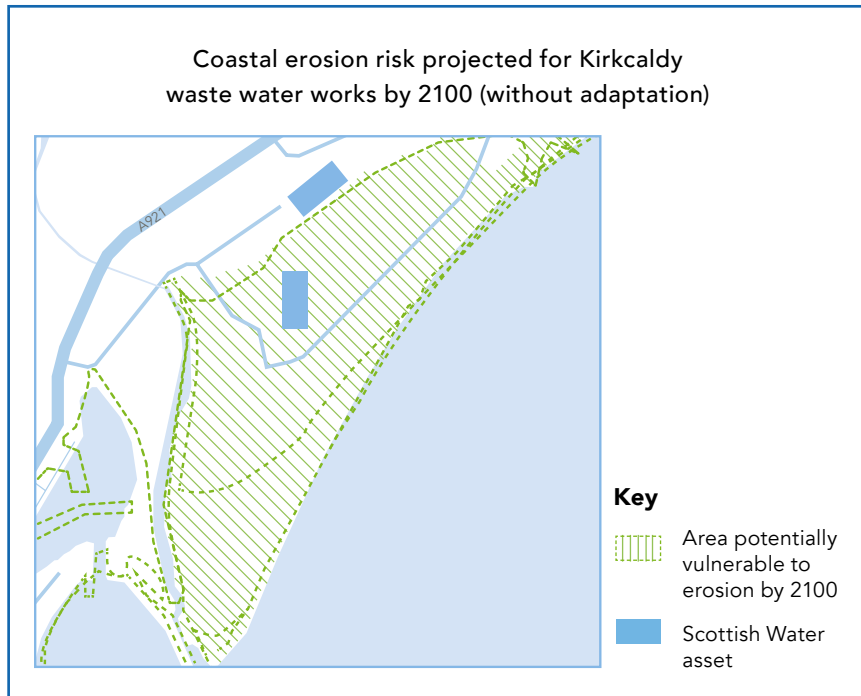 Coastal erosion risk projected for Kirkcaldy
waste water works by 2100 (without adaptation)
A921
Key
Area potentially
vulnerable to
erosion by 2100
Scottish Water
asset